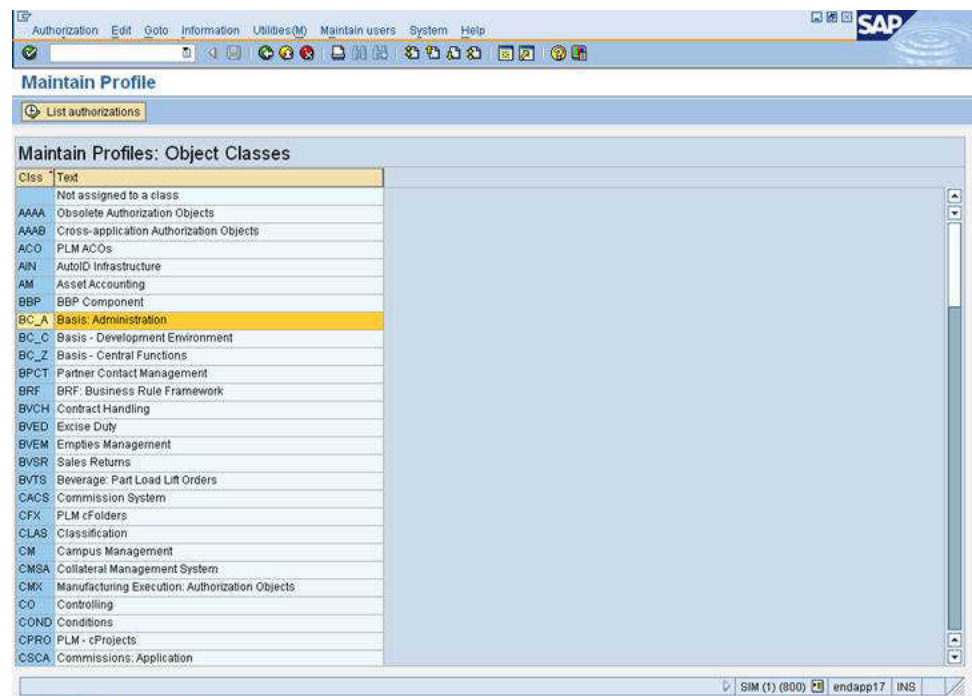 Authorization Edit Goto Information Utilities(M) Maintain users System Help
SAP
Maintain Profile
List authorizations
Maintain Profiles: Object Classes
Clss Text
Not assigned to a class
AAAA Obsolete Authorization Objects
AAAB Cross-application Authorization Objects
ACO PLM ACOs
AIN AutoID Infrastructure
AM Asset Accounting
BBP BBP Component
BC_A Basis: Administration
BC_C Basis - Development Environment
BC_Z Basis - Central Functions
BPCT Partner Contact Management
BRF BRF: Business Rule Framework
BVCH Contract Handling
BVED Excise Duty
BVEM Empties Management
BVSR Sales Returns
BVTS Beverage: Part Load Lift Orders
CACS Commission System
CFX PLM cFolders
CLAS Classification
CM Campus Management
CMSA Collateral Management System
CMX Manufacturing Execution: Authorization Objects
CO Controlling
COND Conditions
CPRO PLM - cProjects
CSCA Commissions: Application
SIM (1) (800) endapp17 INS